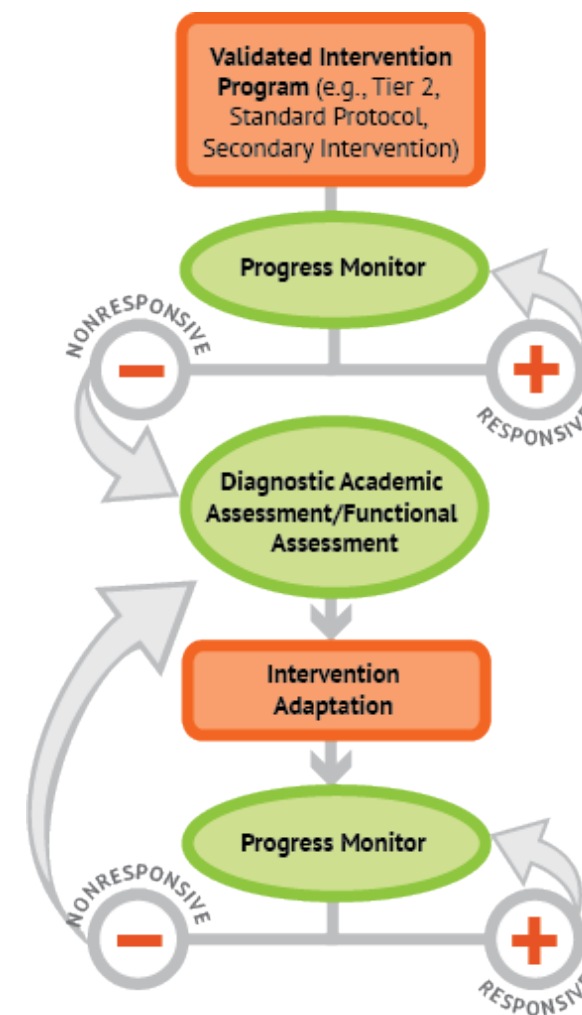 Validated Intervention
Program (e.g., Tier 2,
Standard Protocol,
Secondary Intervention)
Progress Monitor
NONRESPONSIVE
RESPONSIVE
Diagnostic Academic
Assessment/Functional
Assessment
Intervention
Adaptation
Progress Monitor
NONRESPONSIVE
RESPONSIVE